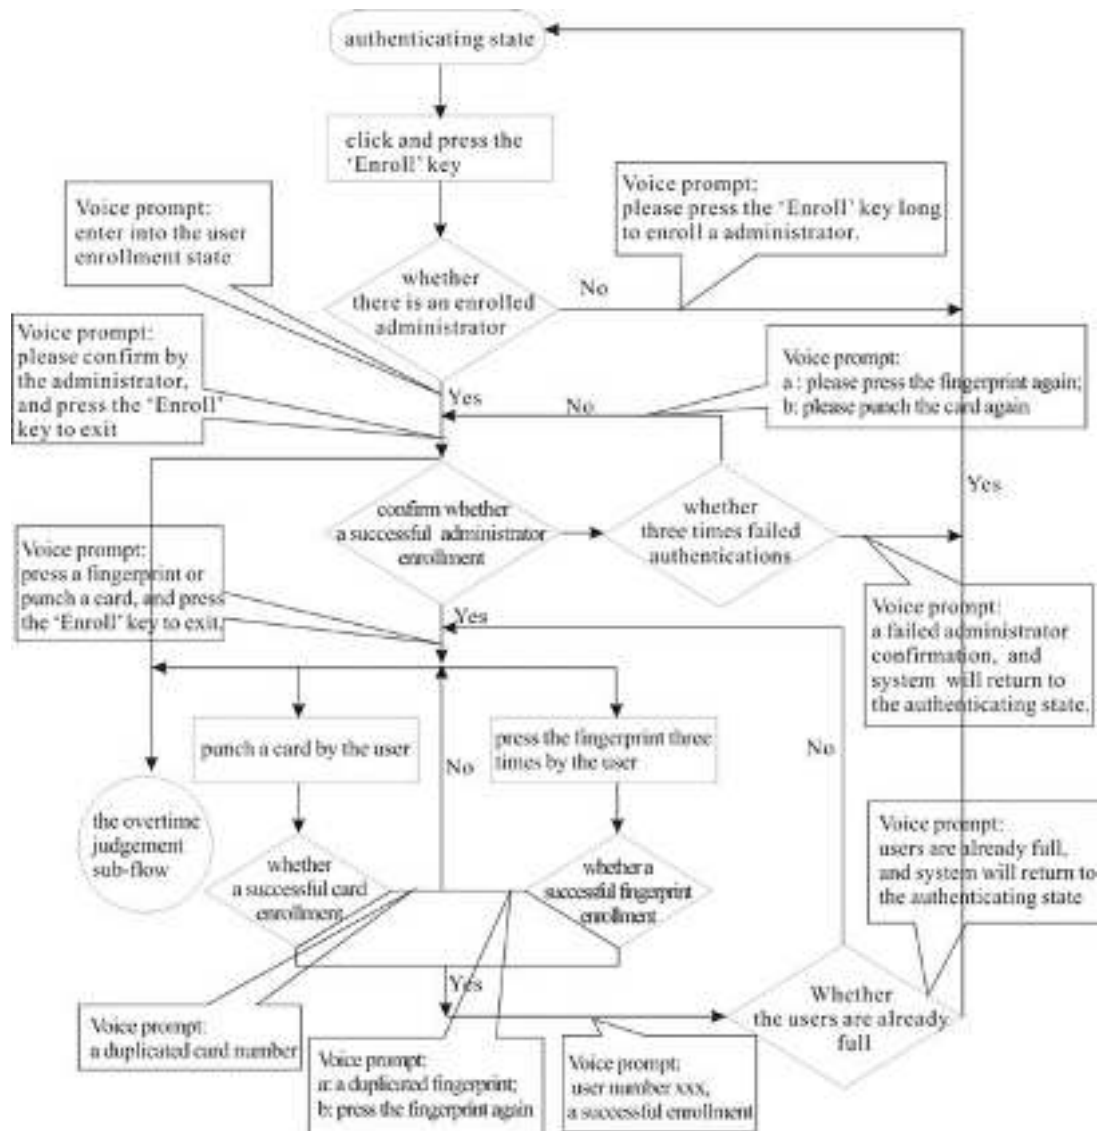 authenticating state
click and press the
‘Enroll’ key
Voice prompt:
please press the ‘Enroll’ key long
to enroll a administrator.
Voice prompt:
enter into the user
enrollment state
whether
there is an enrolled
administrator
No
Voice prompt:
please confirm by
the administrator,
and press the ‘Enroll’
key to exit
Yes
No
Voice prompt:
a : please press the fingerprint again;
b: please punch the card again
Yes
confirm whether
a successful administrator
enrollment
whether
three times failed
authentications
Voice prompt:
press a fingerprint or
punch a card, and press
the ‘Enroll’ key to exit.
Yes
Voice prompt:
a failed administrator
confirmation, and
system will return to
the authenticating state.
punch a card by the user
No
press the fingerprint three
times by the user
No
the overtime
judgement
sub-flow
whether
a successful card
enrollment
whether a
successful fingerprint
enrollment
Voice prompt:
users are already full,
and system will return to
the authenticating state
Yes
Whether
the users are already
full
Voice prompt:
a duplicated card number
Voice prompt:
a: a duplicated fingerprint;
b: press the fingerprint again
Voice prompt:
user number xxx,
a successful enrollment